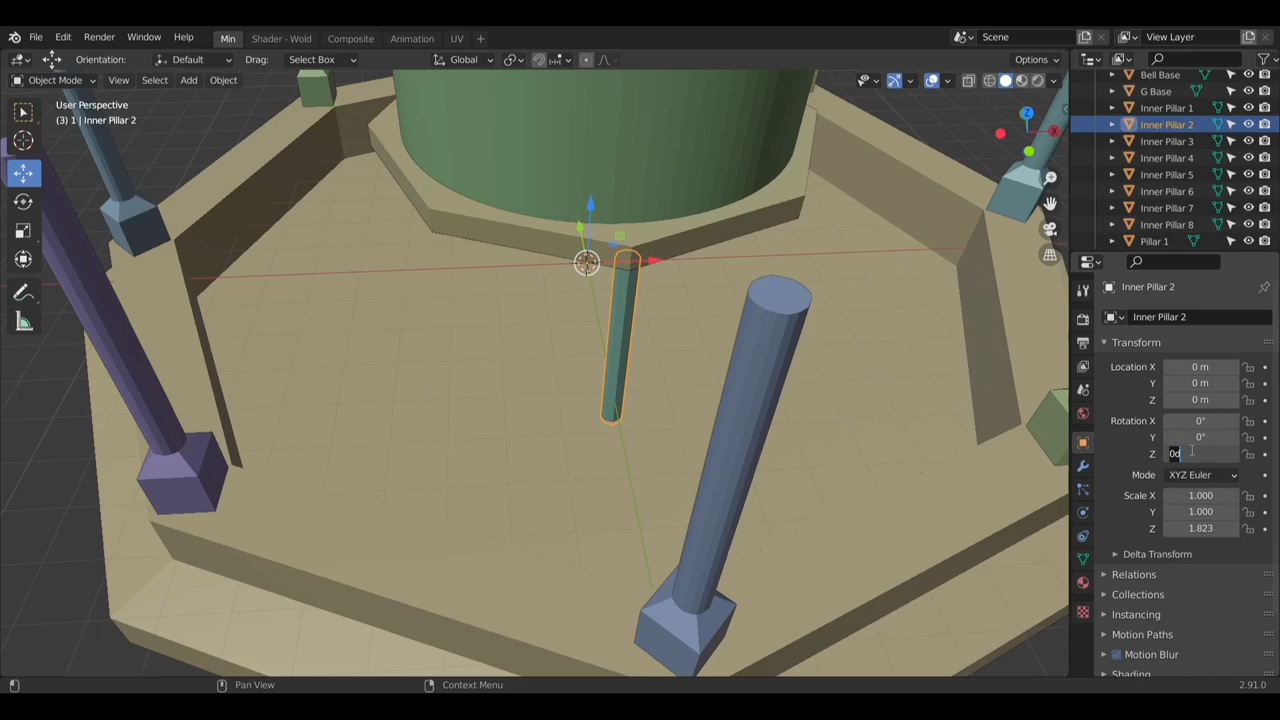 File Edit Render Window Help
Min Shader - Wold Composite Animation UV
Scene
View Layer
Orientation: Default Drag: Select Box
Global
Options
Object Mode View Select Add Object
User Perspective
(3) 1 | Inner Pillar 2
Z
X
Bell Base
G Base
Inner Pillar 1
Inner Pillar 2
Inner Pillar 3
Inner Pillar 4
Inner Pillar 5
Inner Pillar 6
Inner Pillar 7
Inner Pillar 8
Pillar 1
Inner Pillar 2
Inner Pillar 2
Transform
Location X 0 m
Y 0 m
Z 0 m
Rotation X 0°
Y 0°
Z 0d
Mode XYZ Euler
Scale X 1.000
Y 1.000
Z 1.823
Delta Transform
Relations
Collections
Instancing
Motion Paths
Motion Blur
Shading
Pan View
Context Menu
2.91.0